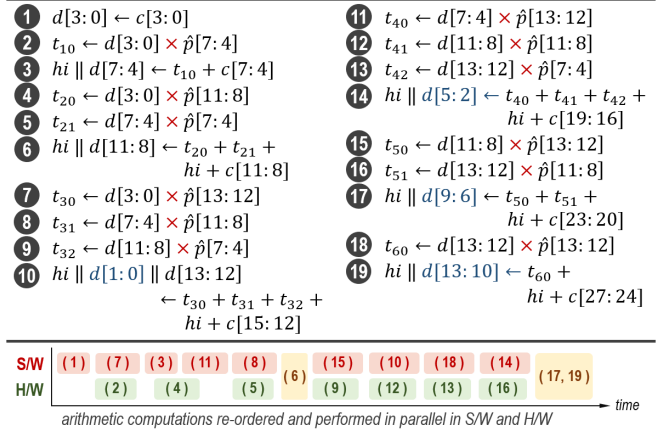 1 d[3:0] ← c[3:0]
2 t₁₀ ← d[3:0] × p̂[7:4]
3 hi ∥ d[7:4] ← t₁₀ + c[7:4]
4 t₂₀ ← d[3:0] × p̂[11:8]
5 t₂₁ ← d[7:4] × p̂[7:4]
6 hi ∥ d[11:8] ← t₂₀ + t₂₁ +
hi + c[11:8]
7 t₃₀ ← d[3:0] × p̂[13:12]
8 t₃₁ ← d[7:4] × p̂[11:8]
9 t₃₂ ← d[11:8] × p̂[7:4]
10 hi ∥ d[1:0] ∥ d[13:12]
← t₃₀ + t₃₁ + t₃₂ +
hi + c[15:12]
11 t₄₀ ← d[7:4] × p̂[13:12]
12 t₄₁ ← d[11:8] × p̂[11:8]
13 t₄₂ ← d[13:12] × p̂[7:4]
14 hi ∥ d[5:2] ← t₄₀ + t₄₁ + t₄₂ +
hi + c[19:16]
15 t₅₀ ← d[11:8] × p̂[13:12]
16 t₅₁ ← d[13:12] × p̂[11:8]
17 hi ∥ d[9:6] ← t₅₀ + t₅₁ +
hi + c[23:20]
18 t₆₀ ← d[13:12] × p̂[13:12]
19 hi ∥ d[13:10] ← t₆₀ +
hi + c[27:24]
S/W (1) (7) (3) (11) (8) (6) (15) (10) (18) (14) (17, 19)
H/W (2) (4) (5) (9) (12) (13) (16)
time
arithmetic computations re-ordered and performed in parallel in S/W and H/W